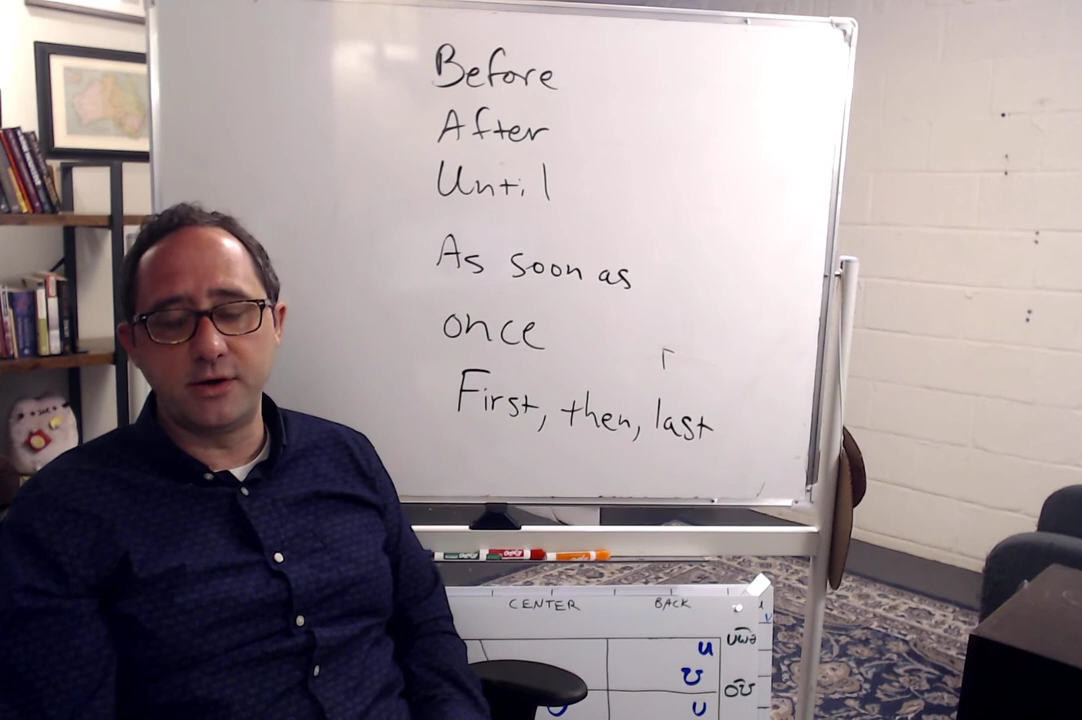 Before
After
Until
As soon as
once
First, then, last
CENTER BACK
u
ʊ
u